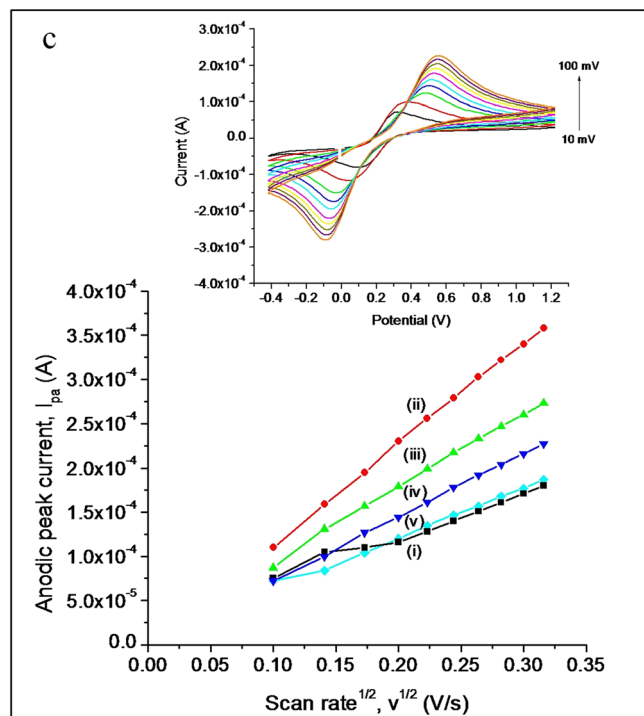 c
3.0x10⁻⁴
2.0x10⁻⁴
1.0x10⁻⁴
0.0
-1.0x10⁻⁴
-2.0x10⁻⁴
-3.0x10⁻⁴
-4.0x10⁻⁴
Current (A)
100 mV
10 mV
-0.4 -0.2 0.0 0.2 0.4 0.6 0.8 1.0 1.2
Potential (V)
4.0x10⁻⁴
3.5x10⁻⁴
3.0x10⁻⁴
2.5x10⁻⁴
2.0x10⁻⁴
1.5x10⁻⁴
1.0x10⁻⁴
5.0x10⁻⁵
0.0
Anodic peak current, Iₚₐ (A)
(ii)
(iii)
(iv)
(v)
(i)
0.00 0.05 0.10 0.15 0.20 0.25 0.30 0.35
Scan rate¹ᐟ², v¹ᐟ² (V/s)